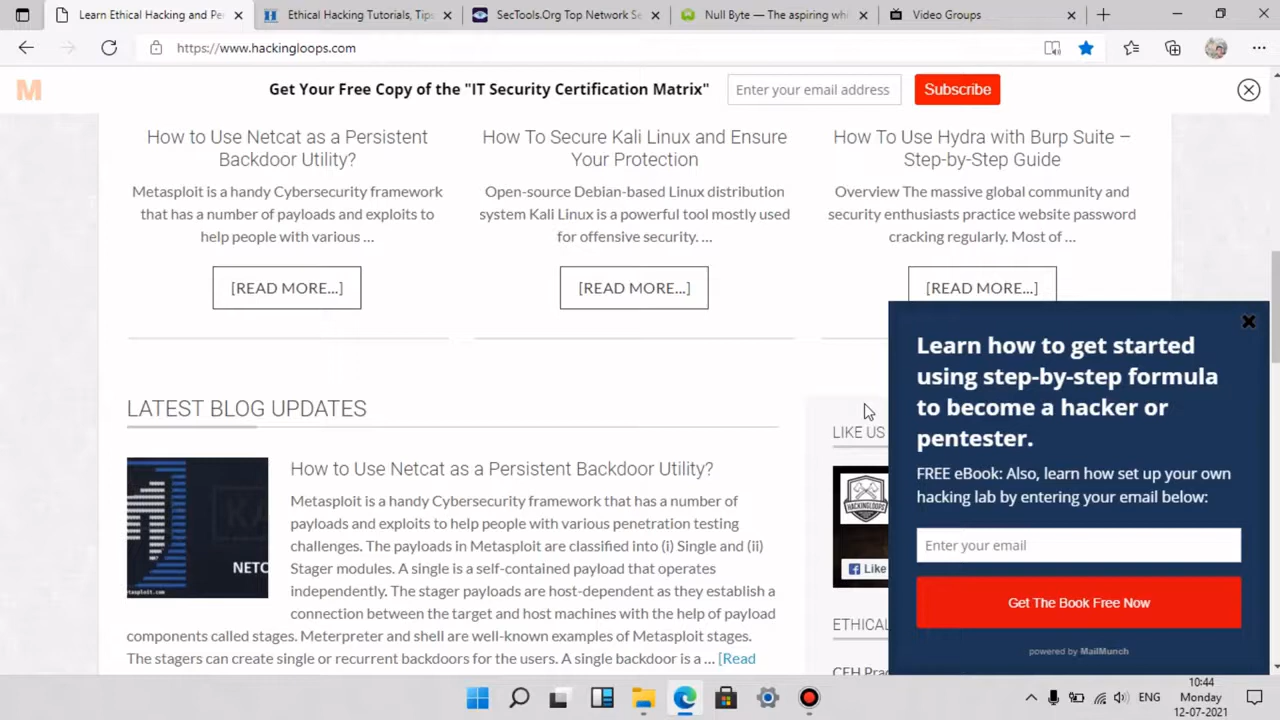 Learn how to get Hacking and Pe
Ethical Hacking Tutorials, Tips
SecTools.Org Top Network Se
Null Byte — The aspiring wh
Video Groups
https://www.hackingloops.com
M
Get Your Free Copy of the "IT Security Certification Matrix"
Enter your email address
Subscribe
How to Use Netcat as a Persistent
Backdoor Utility?
Metasploit is a handy Cybersecurity framework
that has a number of payloads and exploits to
help people with various ...
[READ MORE...]
How To Secure Kali Linux and Ensure
Your Protection
Open-source Debian-based Linux distribution
system Kali Linux is a powerful tool mostly used
for offensive security. ...
[READ MORE...]
How To Use Hydra with Burp Suite –
Step-by-Step Guide
Overview The massive global community and
security enthusiasts practice website password
cracking regularly. Most of ...
[READ MORE...]
LATEST BLOG UPDATES
How to Use Netcat as a Persistent Backdoor Utility?
Metasploit is a handy Cybersecurity framework that has a number of
payloads and exploits to help people with various penetration testing
challenges. The payloads in Metasploit are classified into (i) Single and (ii)
Stager modules. A single is a self-contained payload that operates
independently. The stager payloads are host-dependent as they establish a
connection between the target and host machines with the help of payload
components called stages. Meterpreter and shell are well-known examples of Metasploit stages.
The stagers can create single or multiple backdoors for the users. A single backdoor is a ... [Read
NETC
tasploit.com
LIKE US
HACKINGLOOPS
Like
ETHICAL
CEH Prac
Learn how to get started
using step-by-step formula
to become a hacker or
pentester.
FREE eBook: Also, learn how set up your own
hacking lab by entering your email below:
Enter your email
Get The Book Free Now
powered by MailMunch
ENG
10:44
Monday
12-07-2021